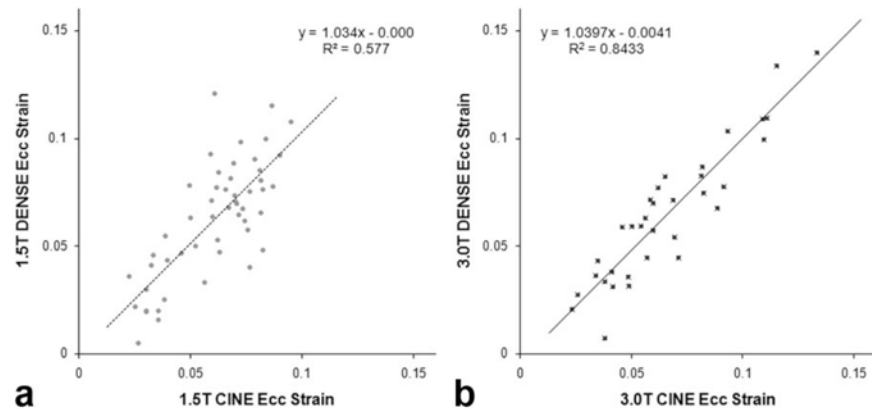 0.15
y = 1.034x - 0.000
R² = 0.577
0.1
0.05
0
1.5T DENSE Ecc Strain
0
0.05
0.1
0.15
1.5T CINE Ecc Strain
a
0.15
y = 1.0397x - 0.0041
R² = 0.8433
0.1
0.05
0
3.0T DENSE Ecc Strain
0
0.05
0.1
0.15
3.0T CINE Ecc Strain
b